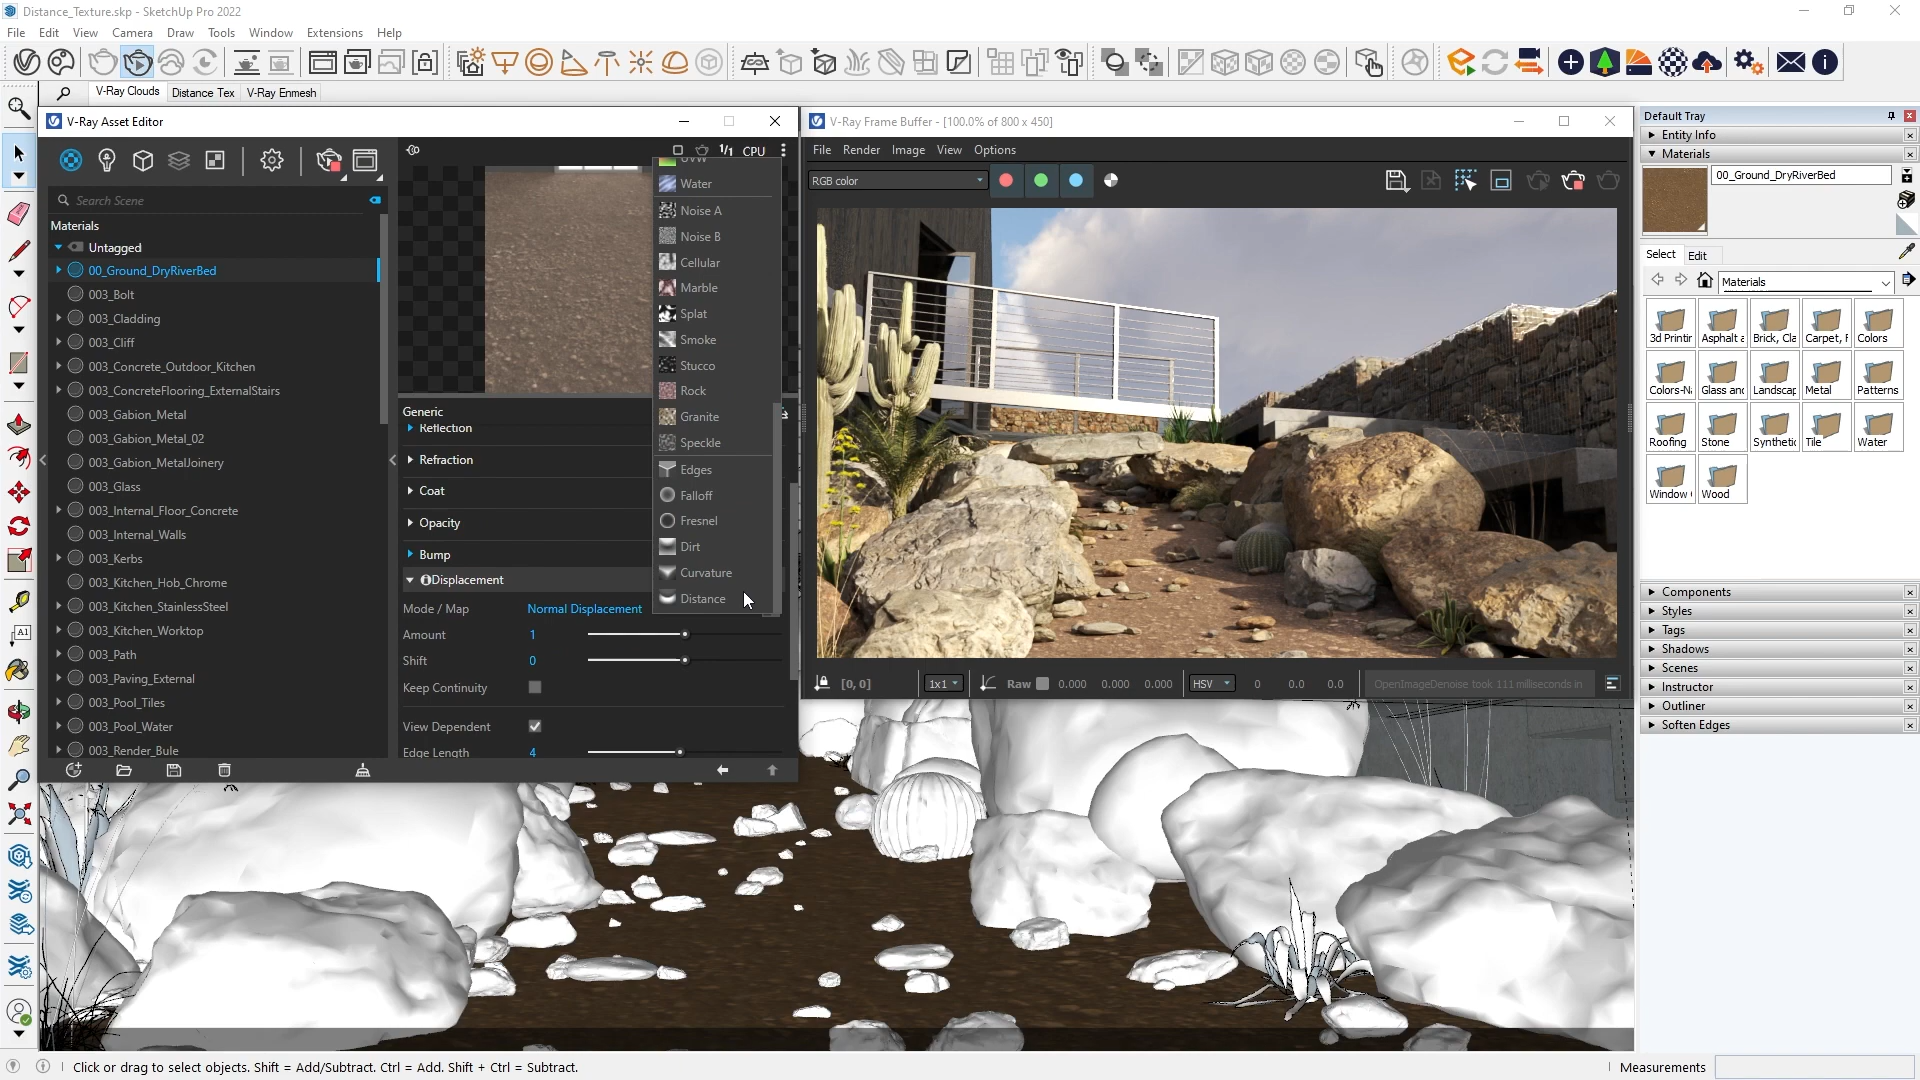 Distance_Texture.skp - SketchUp Pro 2022
File Edit View Camera Draw Tools Window Extensions Help
V-Ray Clouds Distance Tex V-Ray Enmesh
V-Ray Asset Editor
1/1 CPU
Search Scene
Materials
Untagged
00_Ground_DryRiverBed
003_Bolt
003_Cladding
003_Cliff
003_Concrete_Outdoor_Kitchen
003_ConcreteFlooring_ExternalStairs
003_Gabion_Metal
003_Gabion_Metal_02
003_Gabion_MetalJoinery
003_Glass
003_Internal_Floor_Concrete
003_Internal_Walls
003_Kerbs
003_Kitchen_Hob_Chrome
003_Kitchen_StainlessSteel
003_Kitchen_Worktop
003_Path
003_Paving_External
003_Pool_Tiles
003_Pool_Water
003_Render_Bule
Generic
Reflection
Refraction
Coat
Opacity
Bump
Displacement
Mode / Map Normal Displacement
Amount 1
Shift 0
Keep Continuity
View Dependent
Edge Length 4
UVW
Water
Noise A
Noise B
Cellular
Marble
Splat
Smoke
Stucco
Rock
Granite
Speckle
Edges
Falloff
Fresnel
Dirt
Curvature
Distance
V-Ray Frame Buffer - [100.0% of 800 x 450]
File Render Image View Options
RGB color
[0, 0] 1x1 Raw 0.000 0.000 0.000 HSV 0 0.0 0.0 OpenImageDenoise took 111 milliseconds in
Default Tray
Entity Info
Materials
00_Ground_DryRiverBed
Select Edit
Materials
3d Printir Asphalt a Brick, Cla Carpet, F Colors
Colors-Na Glass anc Landscap Metal Patterns
Roofing Stone Synthetic Tile Water
Window Wood
Components
Styles
Tags
Shadows
Scenes
Instructor
Outliner
Soften Edges
A1
Click or drag to select objects. Shift = Add/Subtract. Ctrl = Add. Shift + Ctrl = Subtract.
Measurements